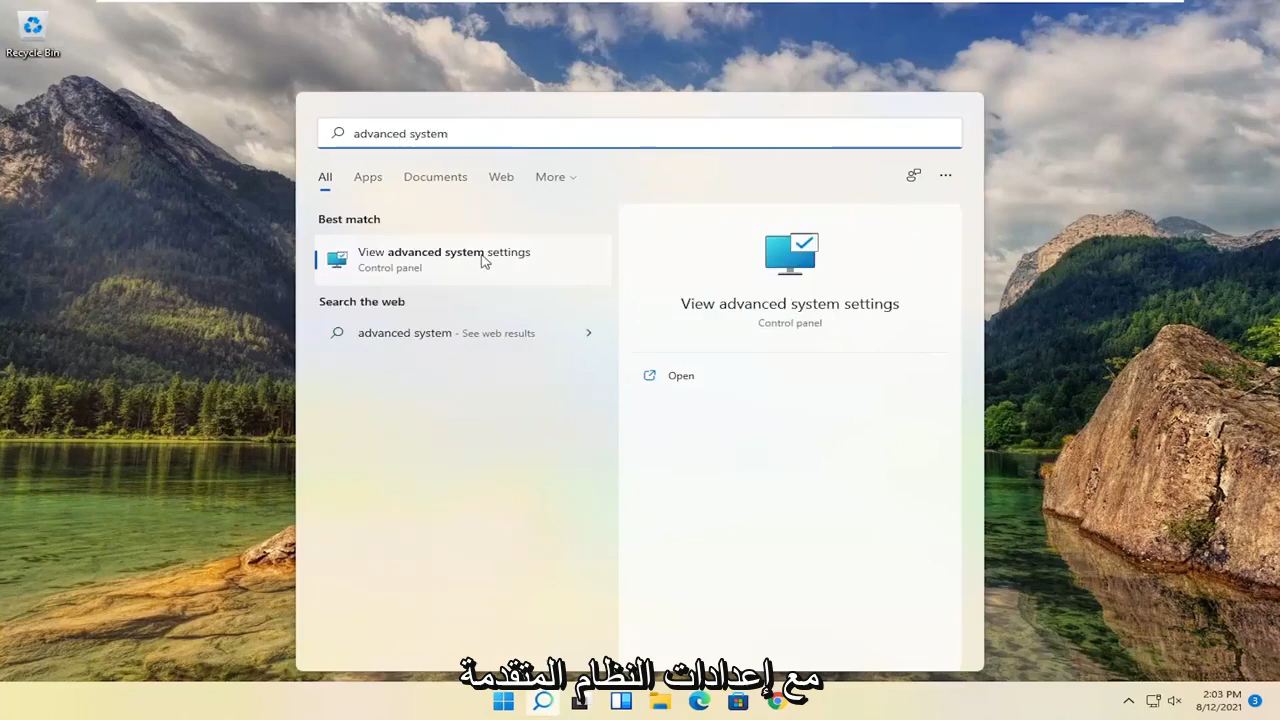 Recycle Bin
advanced system
All Apps Documents Web More
Best match
View advanced system settings
Control panel
Search the web
advanced system - See web results
View advanced system settings
Control panel
Open
مع إعدادات النظام المتقدمة
2:03 PM
8/12/2021
3